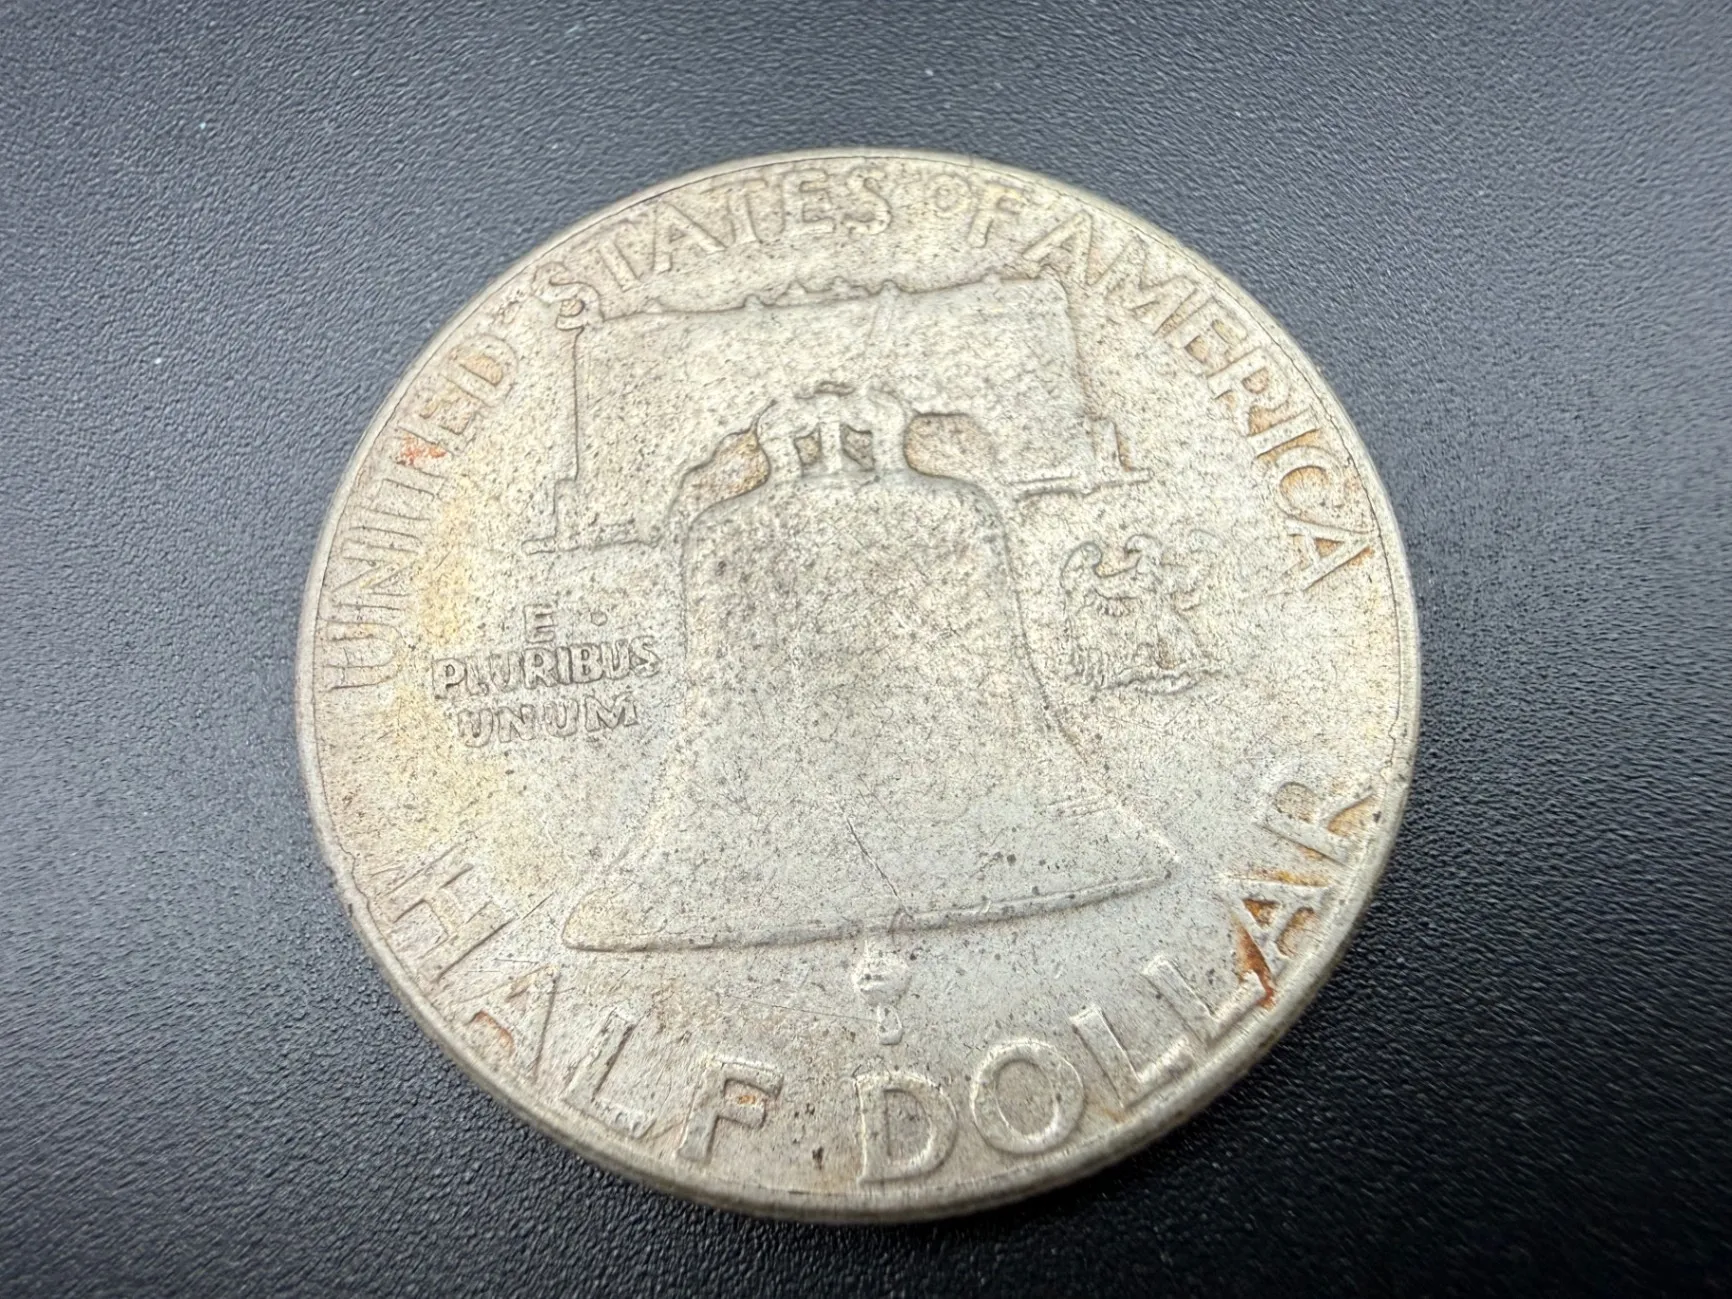 UNITED STATES OF AMERICA
E ·
PLURIBUS
UNUM
HALF DOLLAR